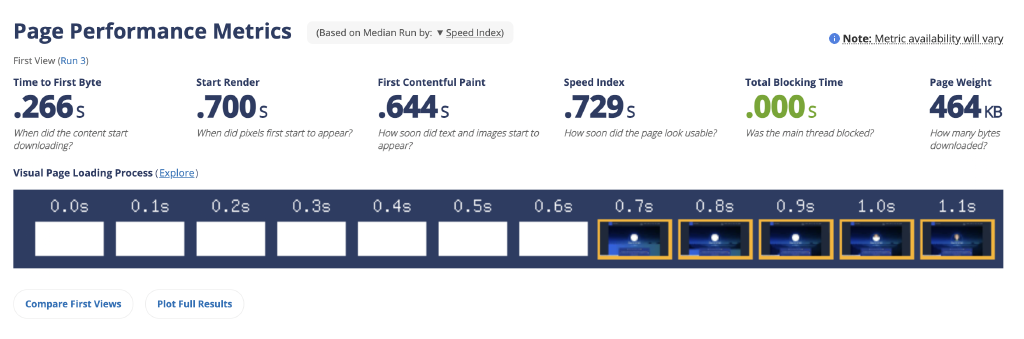 Page Performance Metrics
(Based on Median Run by: ▼ Speed Index)
Note: Metric availability will vary
First View (Run 3)
Time to First Byte
.266 S
When did the content start
downloading?
Start Render
.700 S
When did pixels first start to appear?
First Contentful Paint
.644 S
How soon did text and images start to
appear?
Speed Index
.729 S
How soon did the page look usable?
Total Blocking Time
.000 S
Was the main thread blocked?
Page Weight
464 KB
How many bytes
downloaded?
Visual Page Loading Process (Explore)
0.0s 0.1s 0.2s 0.3s 0.4s 0.5s 0.6s 0.7s 0.8s 0.9s 1.0s 1.1s
Compare First Views
Plot Full Results